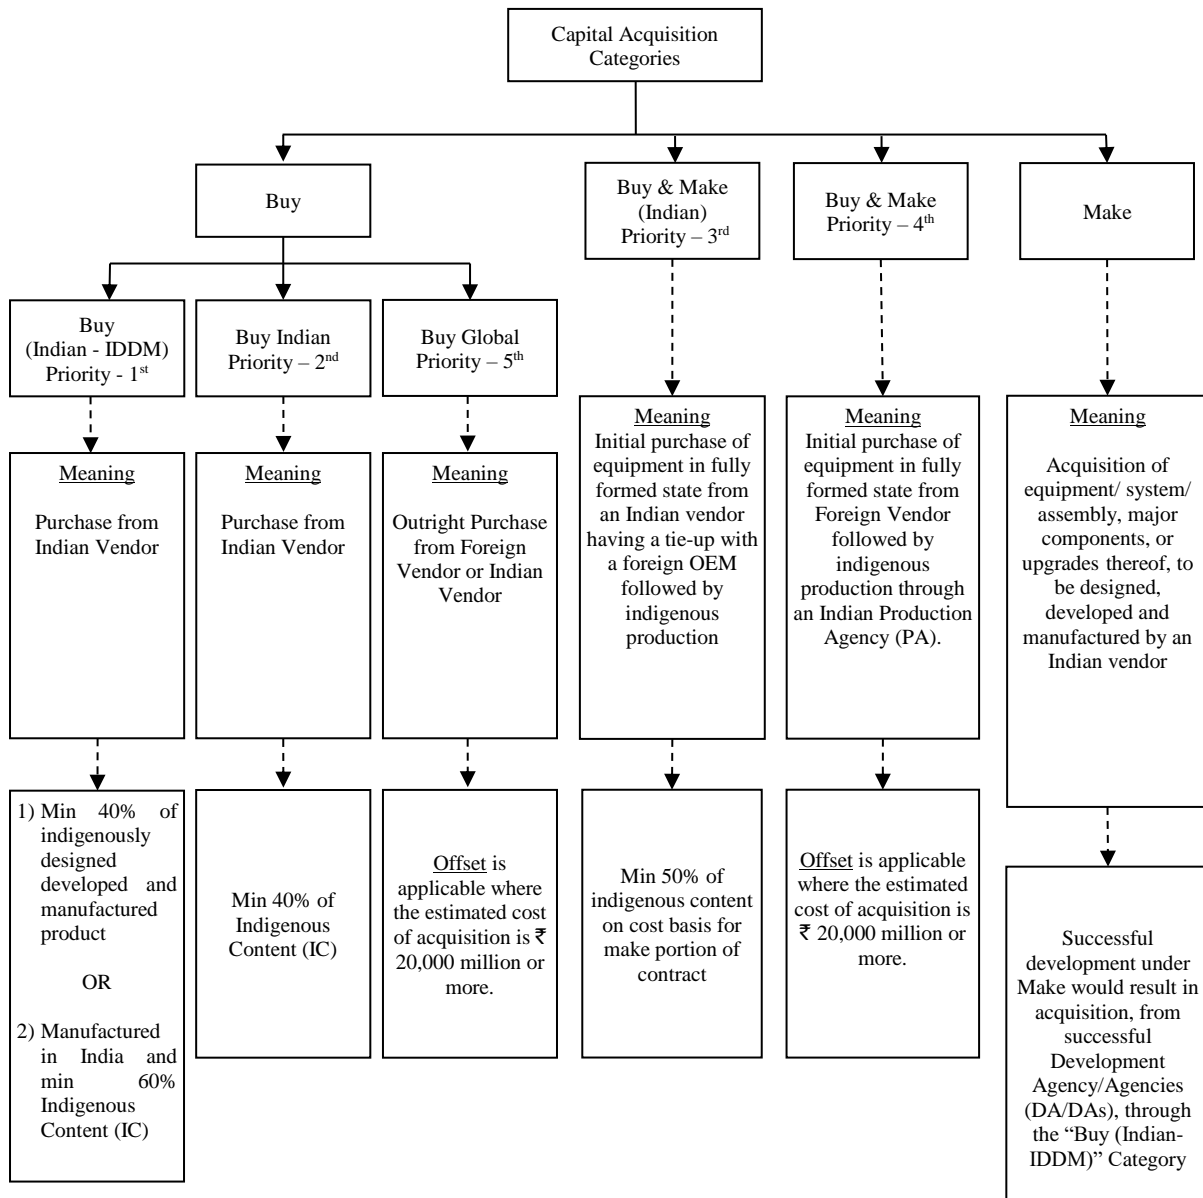 Capital Acquisition
Categories
Buy
Buy & Make
(Indian)
Priority – 3rd
Buy & Make
Priority – 4th
Make
Buy
(Indian - IDDM)
Priority - 1st
Buy Indian
Priority – 2nd
Buy Global
Priority – 5th
Meaning
Purchase from
Indian Vendor
Meaning
Purchase from
Indian Vendor
Meaning
Outright Purchase
from Foreign
Vendor or Indian
Vendor
Meaning
Initial purchase of
equipment in fully
formed state from
an Indian vendor
having a tie-up with
a foreign OEM
followed by
indigenous
production
Meaning
Initial purchase of
equipment in fully
formed state from
Foreign Vendor
followed by
indigenous
production through
an Indian Production
Agency (PA).
Meaning
Acquisition of
equipment/ system/
assembly, major
components, or
upgrades thereof, to
be designed,
developed and
manufactured by an
Indian vendor
1) Min 40% of
indigenously
designed
developed and
manufactured
product
OR
2) Manufactured
in India and
min 60%
Indigenous
Content (IC)
Min 40% of
Indigenous
Content (IC)
Offset is
applicable where
the estimated cost
of acquisition is ₹
20,000 million or
more.
Min 50% of
indigenous content
on cost basis for
make portion of
contract
Offset is applicable
where the estimated
cost of acquisition is
₹ 20,000 million or
more.
Successful
development under
Make would result in
acquisition, from
successful
Development
Agency/Agencies
(DA/DAs), through
the “Buy (Indian-
IDDM)” Category